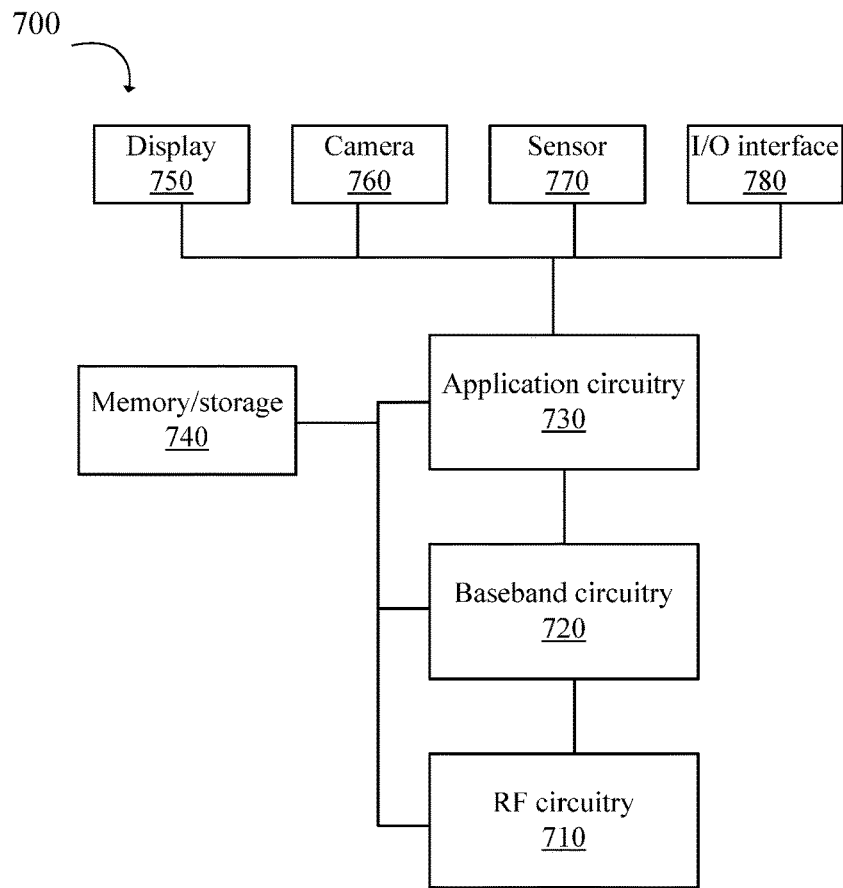 700
Display
750
Camera
760
Sensor
770
I/O interface
780
Memory/storage
740
Application circuitry
730
Baseband circuitry
720
RF circuitry
710